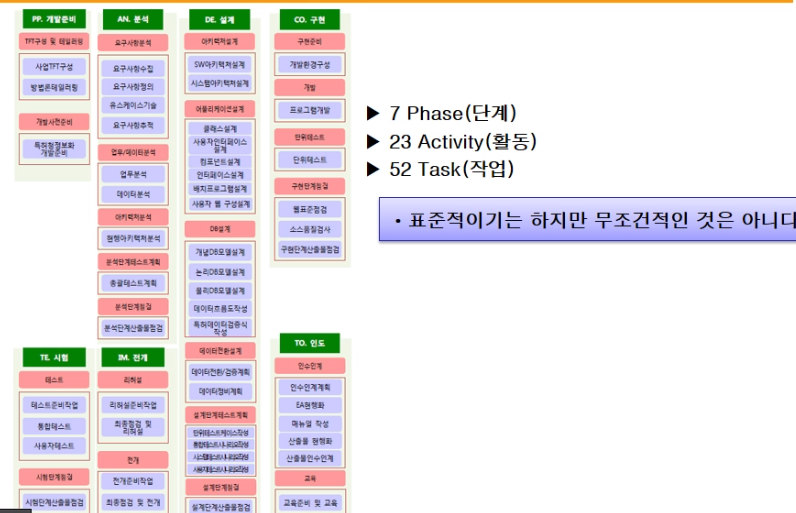 PP. 개발준비
TFT구성 및 테일러링
사업TFT구성
방법론테일러링
개발사전준비
특허청정보화
개발준비
AN. 분석
요구사항분석
요구사항수집
요구사항정의
유스케이스기술
요구사항추적
업무/데이터분석
업무분석
데이터분석
아키텍처분석
현행아키텍처분석
분석단계테스트계획
총괄테스트계획
분석단계점검
분석단계산출물점검
DE. 설계
아키텍처설계
SW아키텍처설계
시스템아키텍처설계
어플리케이션설계
클래스설계
사용자인터페이스
설계
컴포넌트설계
인터페이스설계
배치프로그램설계
사용자 웹 구성설계
DB설계
개념DB모델설계
논리DB모델설계
물리DB모델설계
데이터흐름도작성
특허데이터검증식
작성
데이터전환설계
데이터전환/검증계획
데이터정비계획
설계단계테스트계획
단위테스트케이스작성
통합테스트시나리오작성
시스템테스트시나리오작성
사용자테스트시나리오작성
설계단계점검
설계단계산출물점검
CO. 구현
구현준비
개발환경구성
개발
프로그램개발
단위테스트
단위테스트
구현단계점검
웹표준점검
소스품질검사
구현단계산출물점검
TE. 시험
테스트
테스트준비작업
통합테스트
사용자테스트
시험단계점검
시험단계산출물점검
IM. 전개
리허설
리허설준비작업
최종점검 및
리허설
전개
전개준비작업
최종점검 및 전개
TO. 인도
인수인계
인수인계계획
EA현행화
매뉴얼 작성
산출물 현행화
산출물인수인계
교육
교육준비 및 교육
▶ 7 Phase(단계)
▶ 23 Activity(활동)
▶ 52 Task(작업)
• 표준적이기는 하지만 무조건적인 것은 아니다